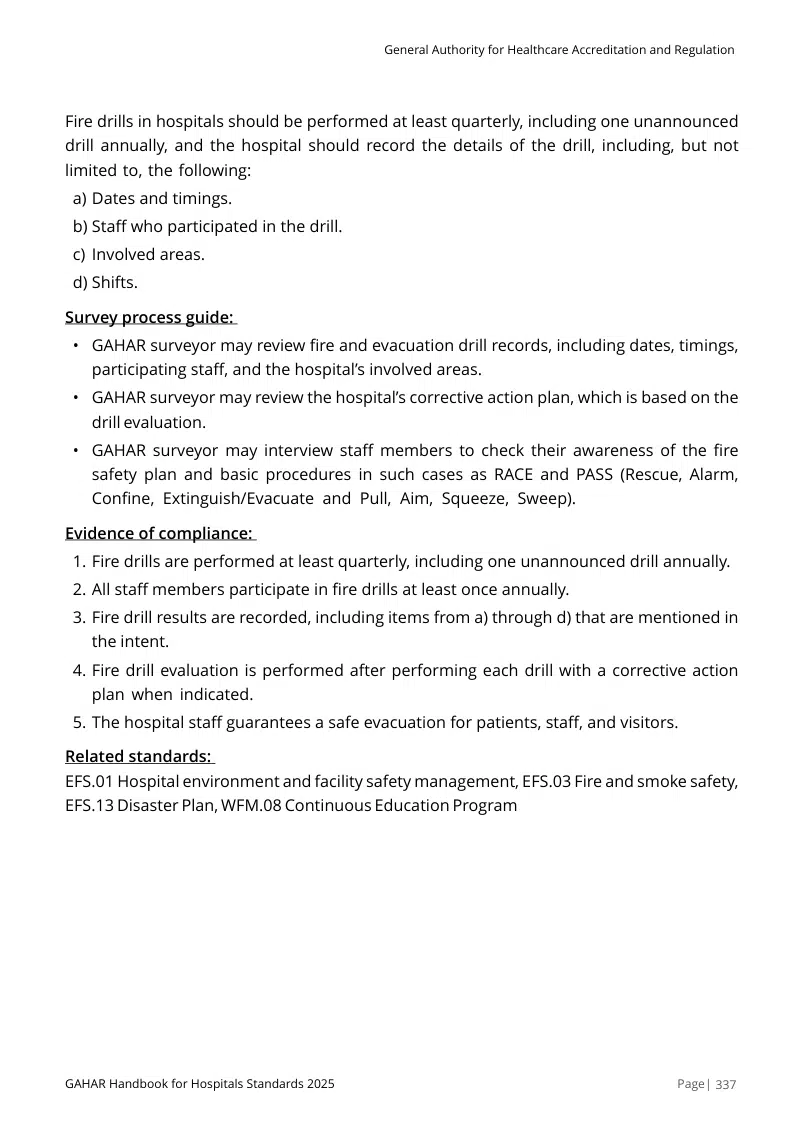 General Authority for Healthcare Accreditation and Regulation
Fire drills in hospitals should be performed at least quarterly, including one unannounced
drill annually, and the hospital should record the details of the drill, including, but not
limited to, the following:
a) Dates and timings.
b) Staff who participated in the drill.
c) Involved areas.
d) Shifts.
Survey process guide:
• GAHAR surveyor may review fire and evacuation drill records, including dates, timings,
participating staff, and the hospital’s involved areas.
• GAHAR surveyor may review the hospital’s corrective action plan, which is based on the
drill evaluation.
• GAHAR surveyor may interview staff members to check their awareness of the fire
safety plan and basic procedures in such cases as RACE and PASS (Rescue, Alarm,
Confine, Extinguish/Evacuate and Pull, Aim, Squeeze, Sweep).
Evidence of compliance:
1. Fire drills are performed at least quarterly, including one unannounced drill annually.
2. All staff members participate in fire drills at least once annually.
3. Fire drill results are recorded, including items from a) through d) that are mentioned in
the intent.
4. Fire drill evaluation is performed after performing each drill with a corrective action
plan when indicated.
5. The hospital staff guarantees a safe evacuation for patients, staff, and visitors.
Related standards:
EFS.01 Hospital environment and facility safety management, EFS.03 Fire and smoke safety,
EFS.13 Disaster Plan, WFM.08 Continuous Education Program
GAHAR Handbook for Hospitals Standards 2025
Page| 337